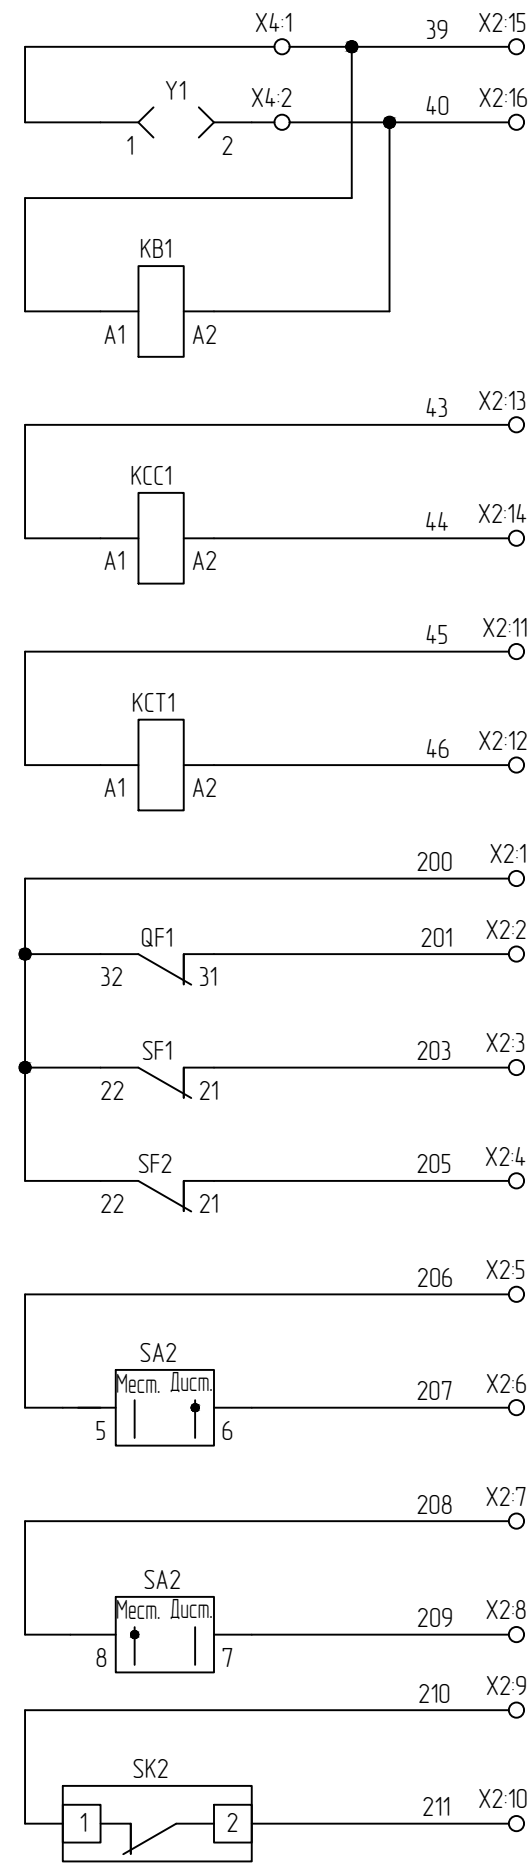 X4:1 39 X2:15
Y1 X4:2 40 X2:16
1 2
KB1
A1 A2
43 X2:13
KCC1
44 X2:14
A1 A2
45 X2:11
KCT1
46 X2:12
A1 A2
200 X2:1
QF1 201 X2:2
32 31
SF1 203 X2:3
22 21
SF2 205 X2:4
22 21
206 X2:5
SA2
Мест. Дист. 207 X2:6
5 6
208 X2:7
SA2
Мест. Дист. 209 X2:8
8 7
210 X2:9
SK2
1 2 211 X2:10